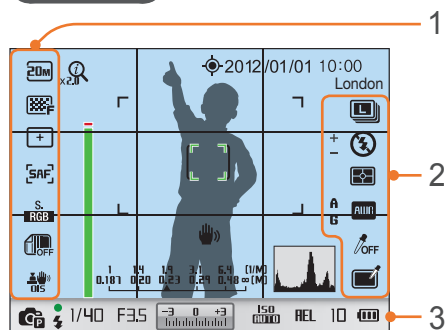 1
20M
x2.0
2012/01/01 10:00
London
F
L
+
−
SAF
2
S.
RGB
A
G
AWB
OFF
OFF
OIS
1 1.4 1.9 3.1 6.4 (1/M)
0.187 0.20 0.23 0.29 0.48 ∞ (M)
P
1/40 F3.5
-3 0 +3
ISO
AUTO
AEL 10
3